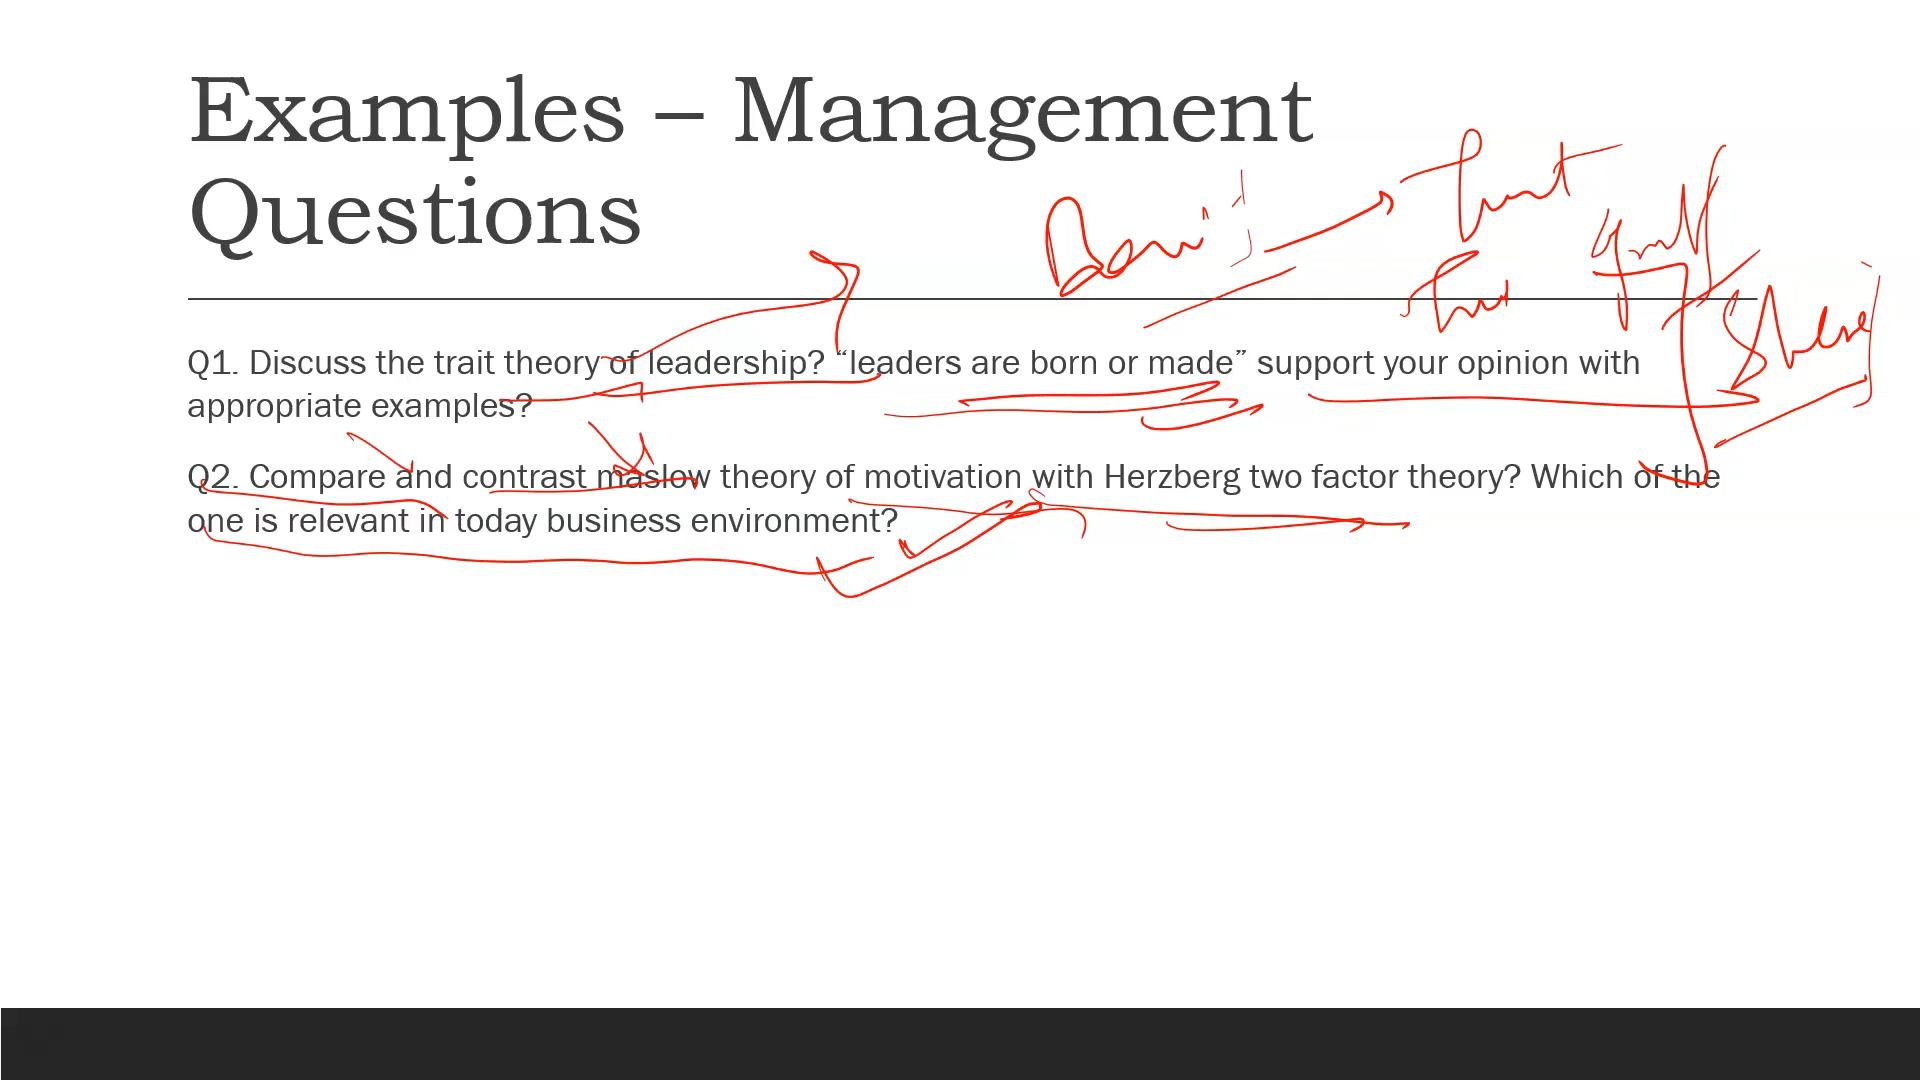 Examples – Management
Questions
Q1. Discuss the trait theory of leadership? “leaders are born or made” support your opinion with
appropriate examples?
Q2. Compare and contrast maslow theory of motivation with Herzberg two factor theory? Which of the
one is relevant in today business environment?